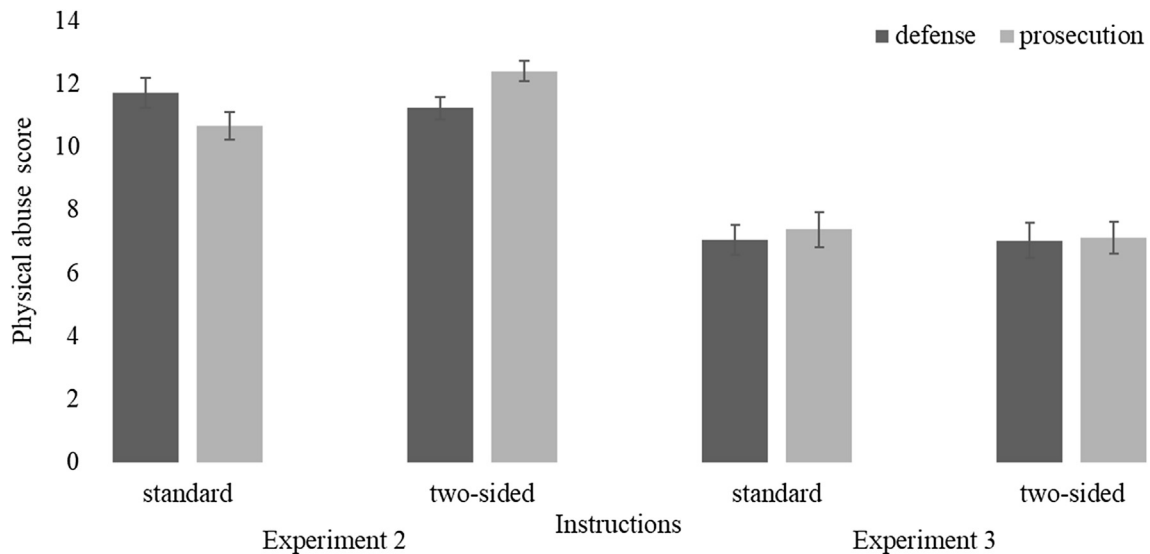 14
12
10
8
6
4
2
0
Physical abuse score
defense prosecution
standard two-sided standard two-sided
Instructions
Experiment 2 Experiment 3